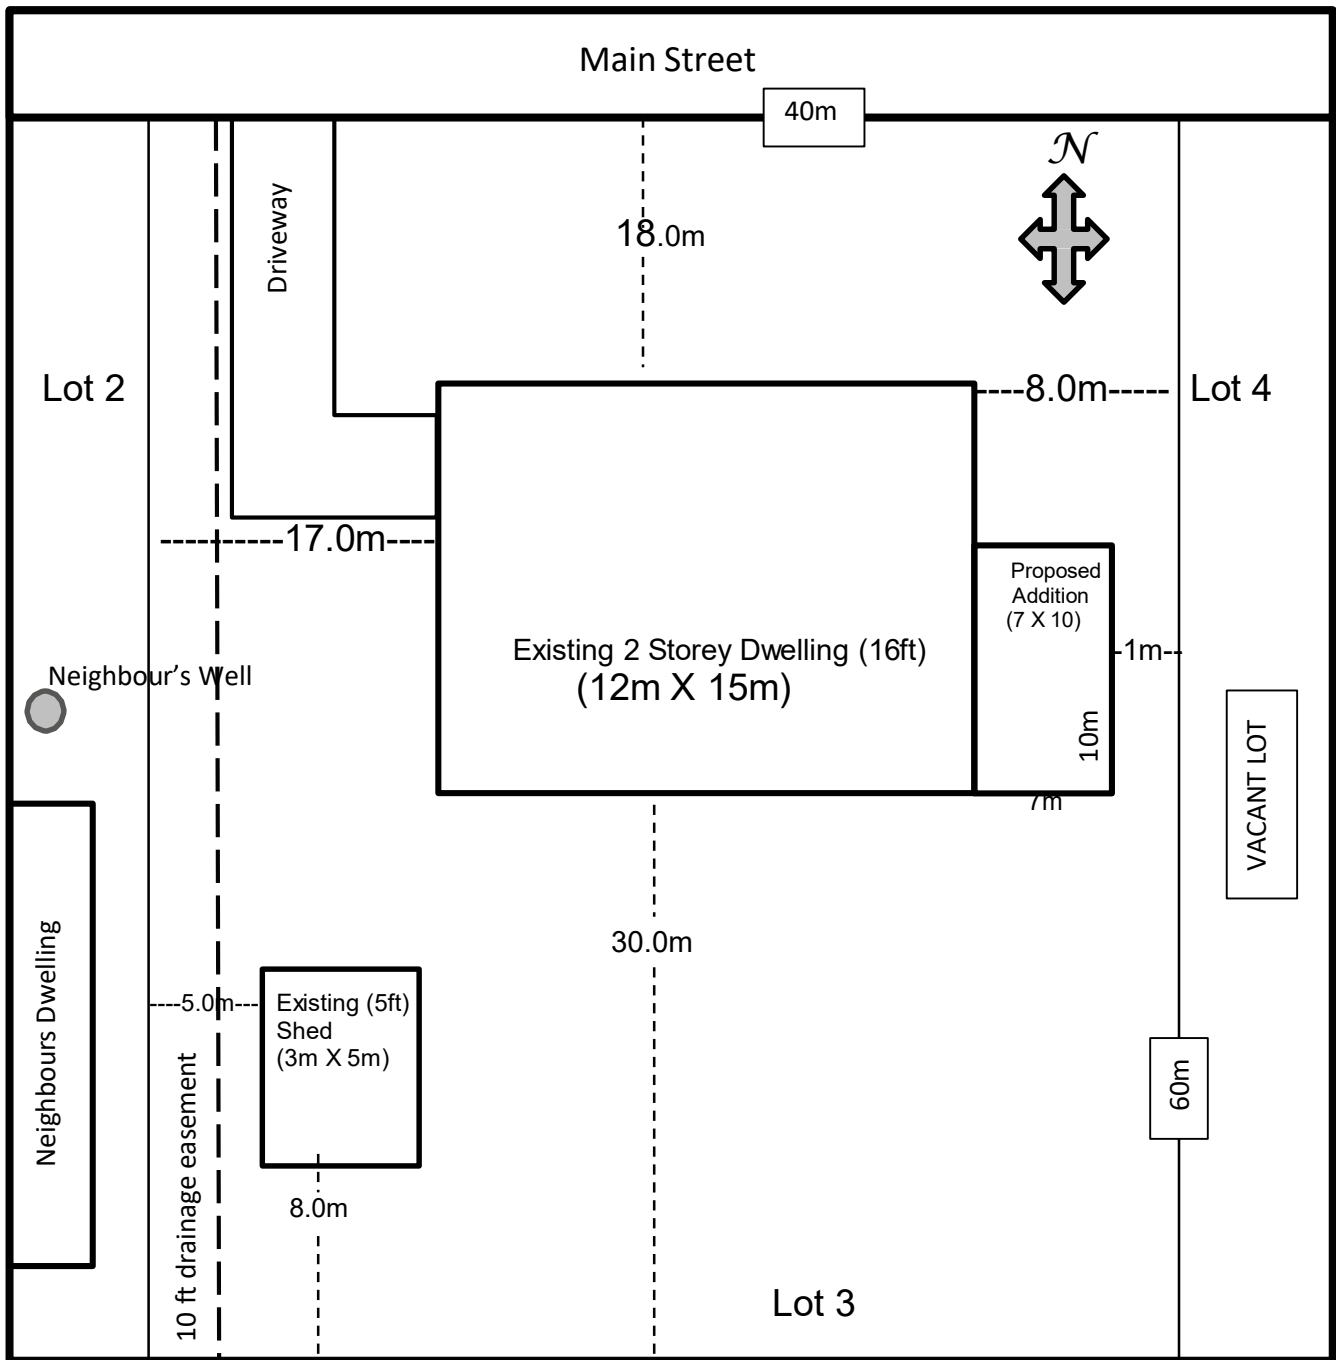 Main Street
40m
N
Driveway
18.0m
Lot 2
8.0m
Lot 4
17.0m
Proposed
Addition
(7 X 10)
Existing 2 Storey Dwelling (16ft)
(12m X 15m)
1m
Neighbour's Well
10m
7m
VACANT LOT
30.0m
Neighbours Dwelling
5.0m
Existing (5ft)
Shed
(3m X 5m)
10 ft drainage easement
60m
8.0m
Lot 3